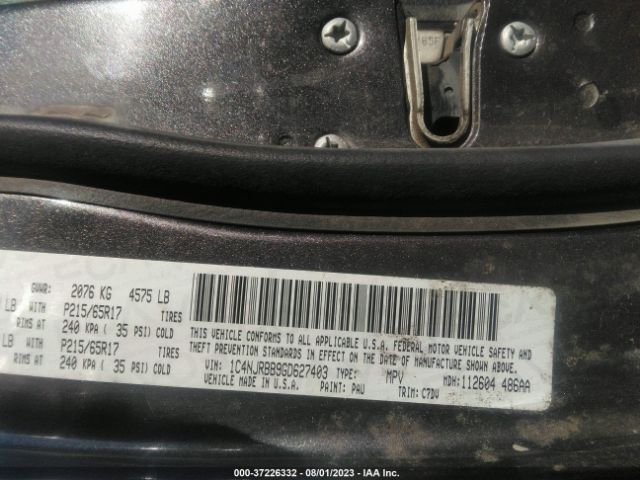 85F
GVWR: 2076 KG 4575 LB
LB WITH P215/65R17 TIRES
RIMS AT 240 KPA ( 35 PSI) COLD
LB WITH P215/65R17 TIRES
RIMS AT 240 KPA ( 35 PSI) COLD
THIS VEHICLE CONFORMS TO ALL APPLICABLE U.S.A. FEDERAL MOTOR VEHICLE SAFETY AND
THEFT PREVENTION STANDARDS IN EFFECT ON THE DATE OF MANUFACTURE SHOWN ABOVE.
VIN: 1C4NJRBB9GD627403 TYPE: MPV MDH: 112604 486AA
VEHICLE MADE IN U.S.A. PAINT: PAU TRIM: C7DV
000-37226332 - 08/01/2023 - IAA Inc.